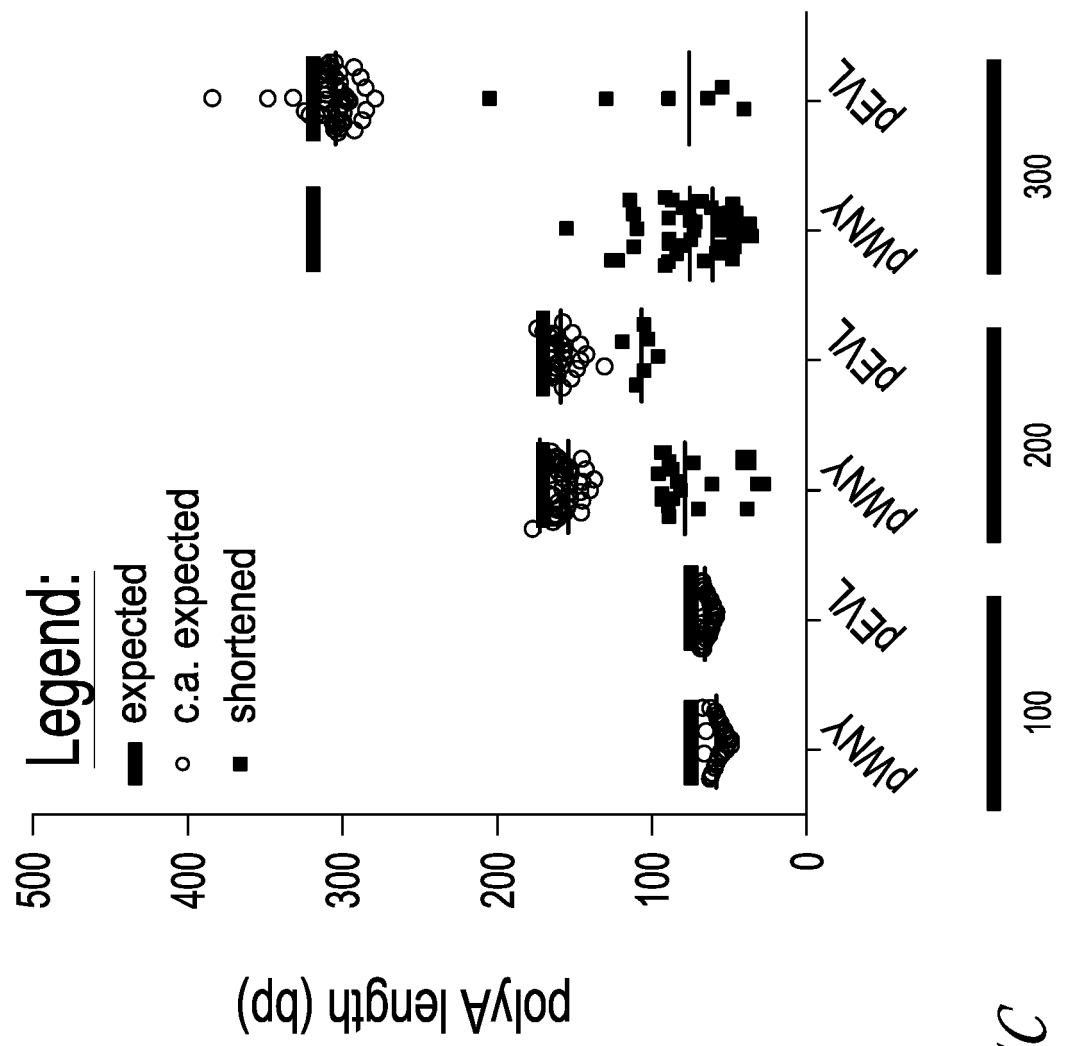 Legend:
expected
c.a. expected
shortened
polyA length (bp)
500
400
300
200
100
0
pWNY
pEVL
pWNY
pEVL
pWNY
pEVL
100
200
300